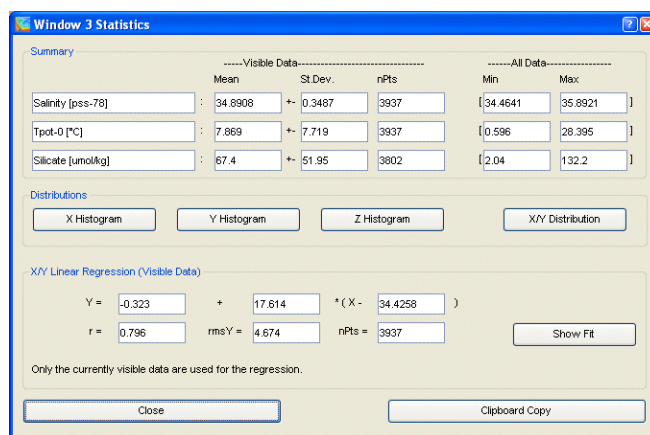 Window 3 Statistics
Summary
-----Visible Data---------------------------------- -----All Data-----------------
Mean St.Dev. nPts Min Max
Salinity [pss-78] : 34.8908 +- 0.3487 3937 [ 34.4641 35.8921 ]
Tpot-0 [°C] : 7.869 +- 7.719 3937 [ 0.596 28.395 ]
Silicate [umol/kg] : 67.4 +- 51.95 3802 [ 2.04 132.2 ]
Distributions
X Histogram Y Histogram Z Histogram X/Y Distribution
X/Y Linear Regression (Visible Data)
Y = -0.323 + 17.614 * ( X - 34.4258 )
r = 0.796 rmsY = 4.674 nPts = 3937 Show Fit
Only the currently visible data are used for the regression.
Close Clipboard Copy